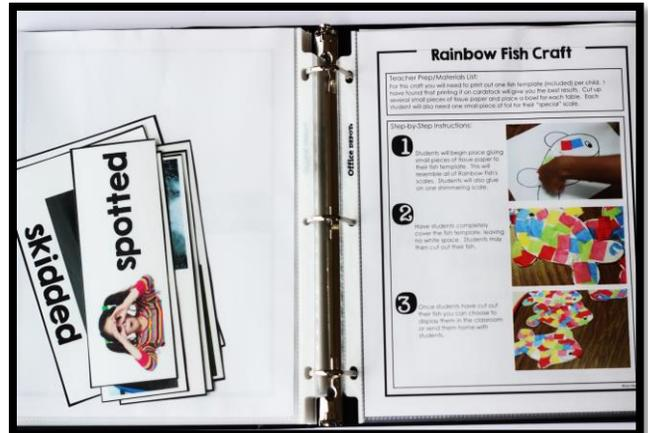 skidded
spotted
Office DEPOT
Rainbow Fish Craft
Teacher Prep/Materials List:
For this craft you will need to print out one fish template (included) per child. I
have found that printing it on cardstock will give you the best results. Cut up
several small pieces of tissue paper and place a bowl for each table. Each
student will also need one small piece of foil for their "special" scale.
Step-by-Step Instructions:
1
Students will begin place gluing
small pieces of tissue paper to
their fish template. This will
resemble all of Rainbow Fish's
scales. Students will also glue
on one shimmering scale.
2
Have students completely
cover the fish template, leaving
no white space. Students may
then cut out their fish.
3
Once students have cut out
their fish you can choose to
display them in the classroom
or send them home with
students.